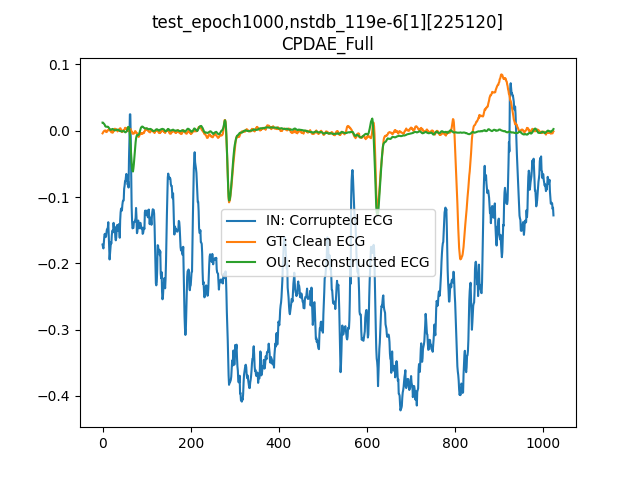 test_epoch1000,nstdb_119e-6[1][225120]
CPDAE_Full
0.1
0.0
−0.1
−0.2
−0.3
−0.4
IN: Corrupted ECG
GT: Clean ECG
OU: Reconstructed ECG
0 200 400 600 800 1000